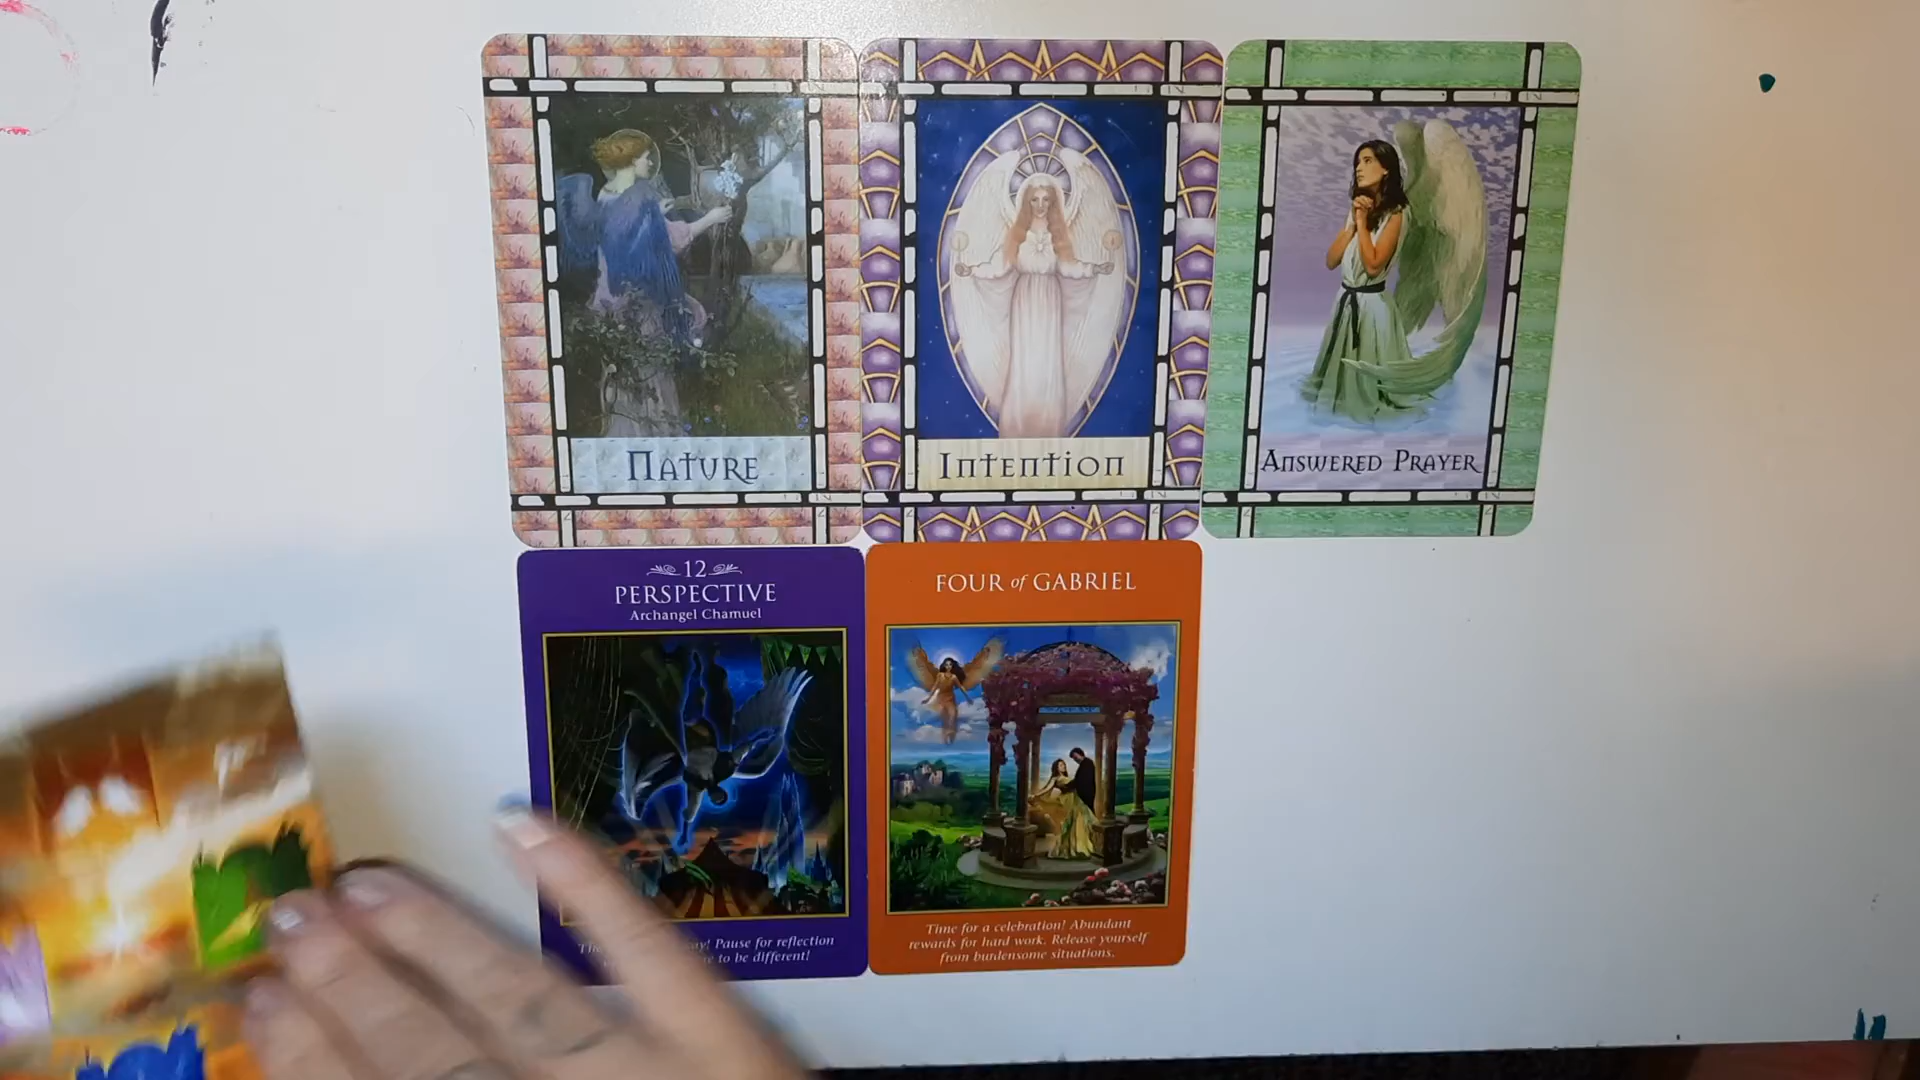 NATURE
INTENTION
ANSWERED PRAYER
12
PERSPECTIVE
Archangel Chamuel
ay! Pause for reflection
to be different!
FOUR of GABRIEL
Time for a celebration! Abundant
rewards for hard work. Release yourself
from burdensome situations.